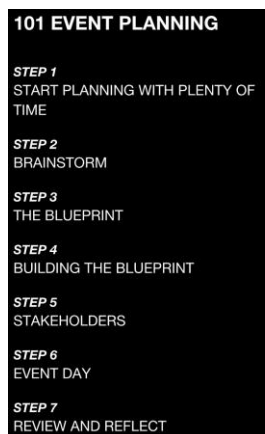 101 EVENT PLANNING
STEP 1
START PLANNING WITH PLENTY OF
TIME
STEP 2
BRAINSTORM
STEP 3
THE BLUEPRINT
STEP 4
BUILDING THE BLUEPRINT
STEP 5
STAKEHOLDERS
STEP 6
EVENT DAY
STEP 7
REVIEW AND REFLECT